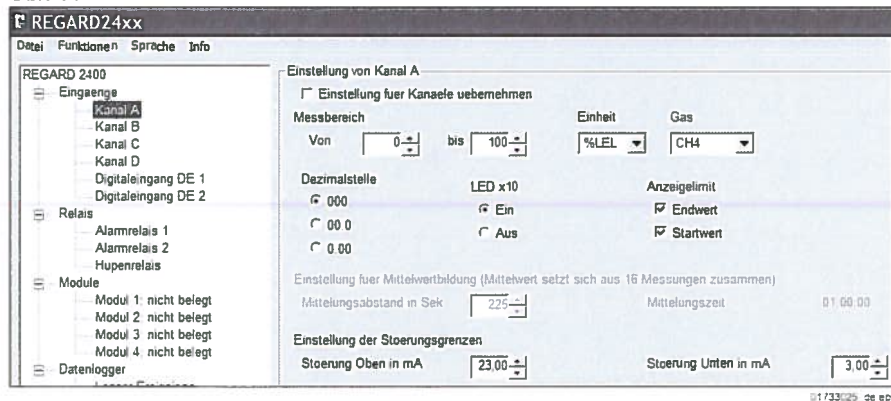 REGARD24xx
Datei Funktionen Sprache Info
REGARD 2400
Eingaenge
Kanal A
Kanal B
Kanal C
Kanal D
Digitaleingang DE 1
Digitaleingang DE 2
Relais
Alarmrelais 1
Alarmrelais 2
Hupenrelais
Module
Modul 1: nicht belegt
Modul 2: nicht belegt
Modul 3: nicht belegt
Modul 4: nicht belegt
Datenlogger
Einstellung von Kanal A
Einstellung fuer Kanaele uebernehmen
Messbereich
Von 0 bis 100
Einheit
%LEL
Gas
CH4
Dezimalstelle
000
00.0
0.00
LED x10
Ein
Aus
Anzeigelimit
Endwert
Startwert
Einstellung fuer Mittelwertbildung (Mittelwert setzt sich aus 16 Messungen zusammen)
Mittelungsabstand in Sek 225 Mittelungszeit 01:00:00
Einstellung der Stoerungsgrenzen
Stoerung Oben in mA 23,00 Stoerung Unten in mA 3,00